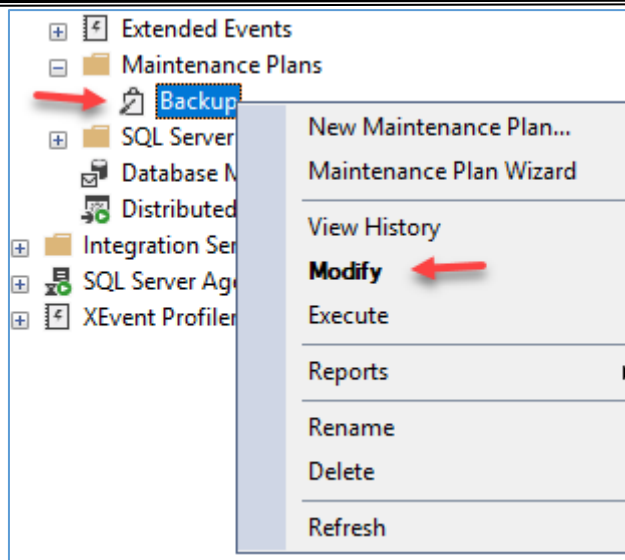 Extended Events
Maintenance Plans
Backup
SQL Server
Database M
Distributed
Integration Ser
SQL Server Age
XEvent Profiler
New Maintenance Plan...
Maintenance Plan Wizard
View History
Modify
Execute
Reports
Rename
Delete
Refresh